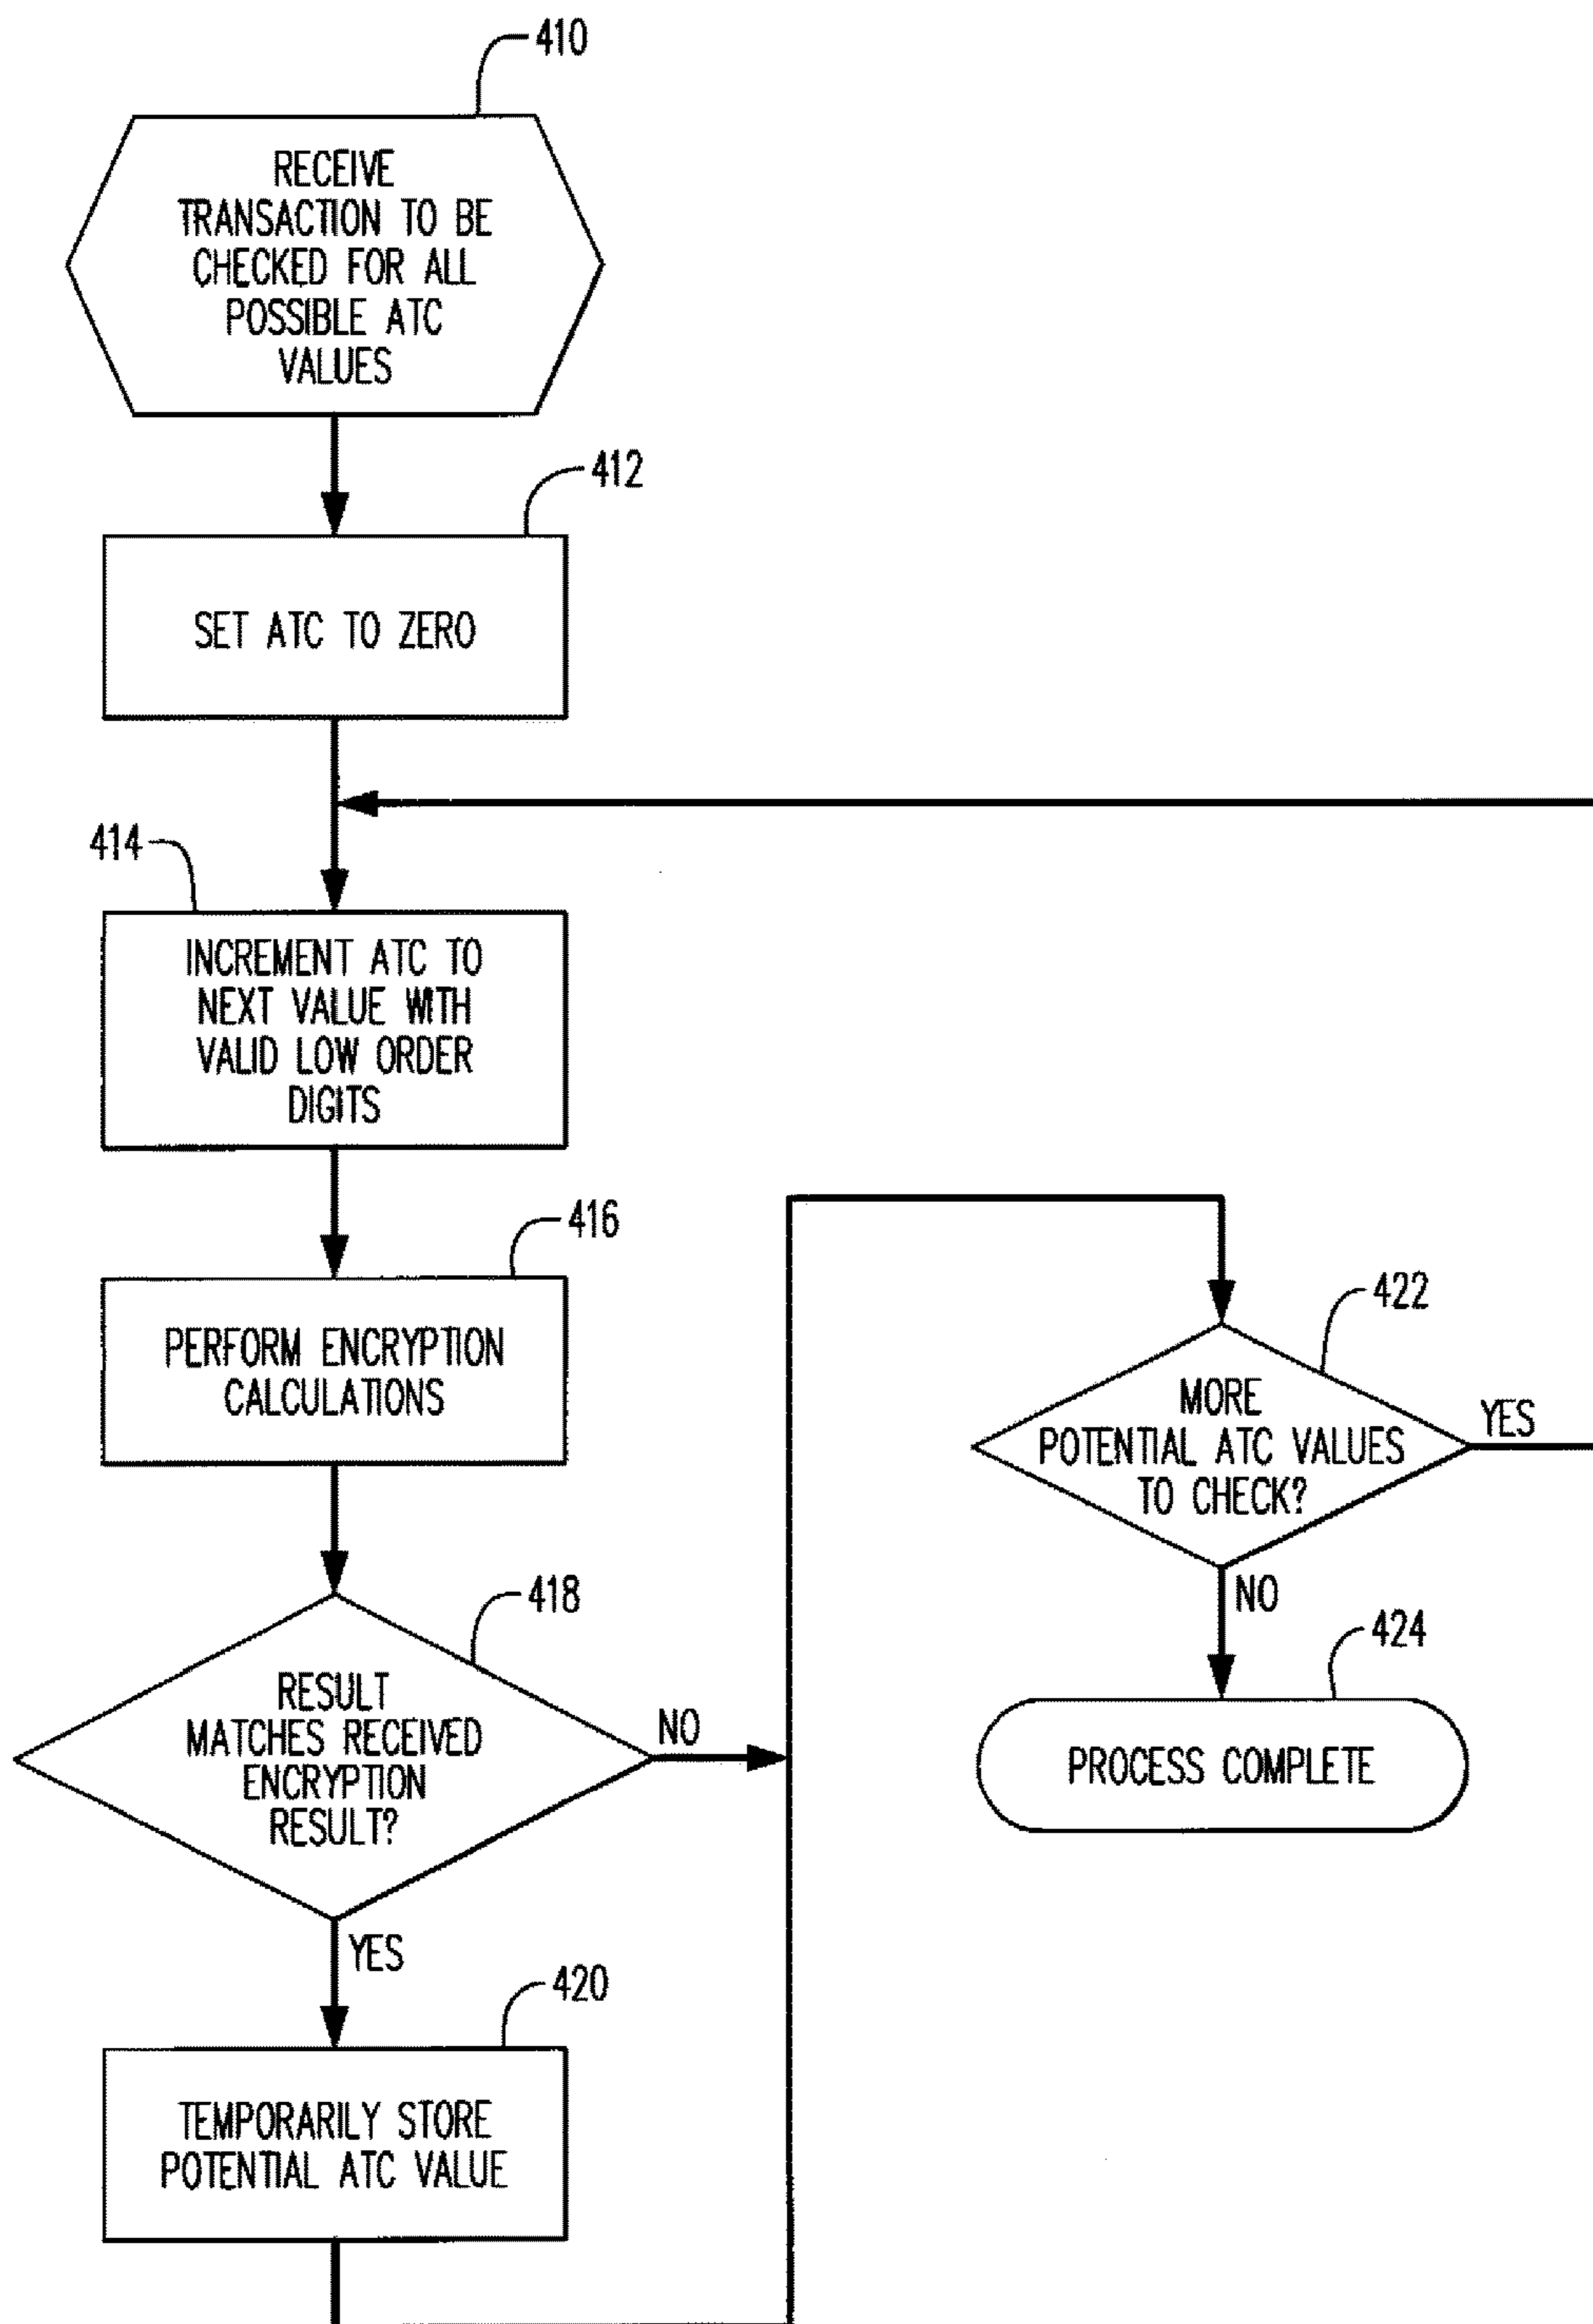 410
RECEIVE
TRANSACTION TO BE
CHECKED FOR ALL
POSSIBLE ATC
VALUES
412
SET ATC TO ZERO
414
INCREMENT ATC TO
NEXT VALUE WITH
VALID LOW ORDER
DIGITS
416
PERFORM ENCRYPTION
CALCULATIONS
418
RESULT
MATCHES RECEIVED
ENCRYPTION
RESULT?
NO
YES
420
TEMPORARILY STORE
POTENTIAL ATC VALUE
422
MORE
POTENTIAL ATC VALUES
TO CHECK?
YES
NO
424
PROCESS COMPLETE